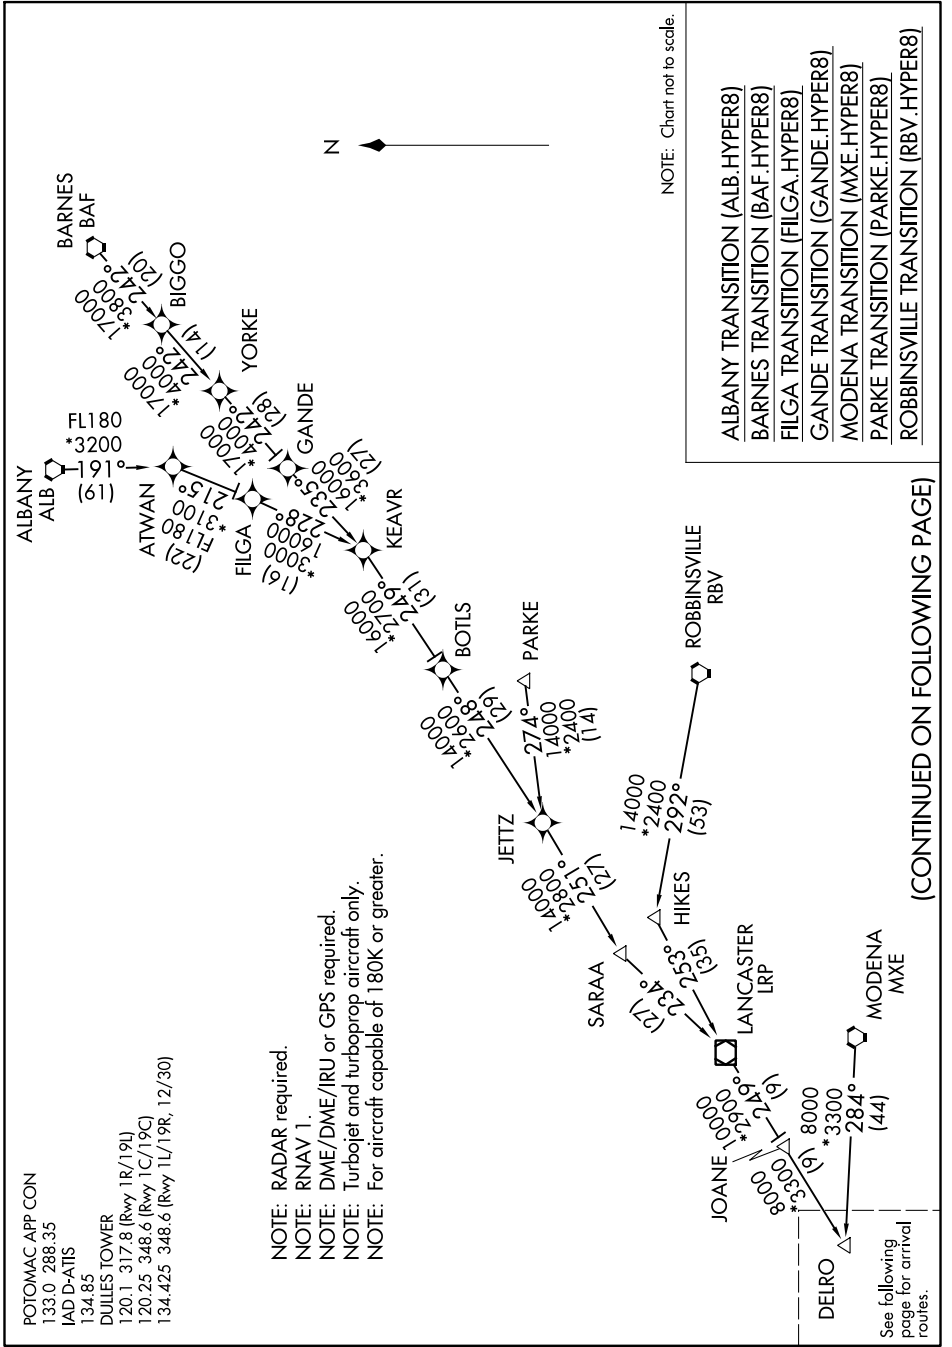 POTOMAC APP CON
133.0 288.35
IAD D-ATIS
134.85
DULLES TOWER
120.1 317.8 (Rwy 1R/19L)
120.25 348.6 (Rwy 1C/19C)
134.425 348.6 (Rwy 1L/19R, 12/30)
NOTE: RADAR required.
NOTE: RNAV 1.
NOTE: DME/DME/IRU or GPS required.
NOTE: Turbojet and turboprop aircraft only.
NOTE: For aircraft capable of 180K or greater.
ALBANY
ALB
FL180
*3200
191°
(61)
ATWAN
215°
*3100
FL180
(22)
FILGA
228°
16000
*3000
(16)
BARNES
BAF
17000
*3800
242°
(20)
BIGGO
17000
*4000
242°
(14)
YORKE
17000
*4000
242°
(28)
GANDE
235°
16000
*3600
(27)
KEAVR
16000
*2700
249°
(31)
BOTLS
14000
*2600
248°
(29)
PARKE
274°
14000
*2400
(14)
JETTZ
14000
*2800
251°
(27)
SARAA
234°
(27)
ROBBINSVILLE
RBV
14000
*2400
292°
(53)
HIKES
253°
(35)
LANCASTER
LRP
10000
*2900
249°
(9)
JOANE
8000
*3300
(9)
MODENA
MXE
8000
*3300
284°
(44)
DELRO
See following
page for arrival
routes.
N
NOTE: Chart not to scale.
ALBANY TRANSITION (ALB.HYPER8)
BARNES TRANSITION (BAF.HYPER8)
FILGA TRANSITION (FILGA.HYPER8)
GANDE TRANSITION (GANDE.HYPER8)
MODENA TRANSITION (MXE.HYPER8)
PARKE TRANSITION (PARKE.HYPER8)
ROBBINSVILLE TRANSITION (RBV.HYPER8)
(CONTINUED ON FOLLOWING PAGE)